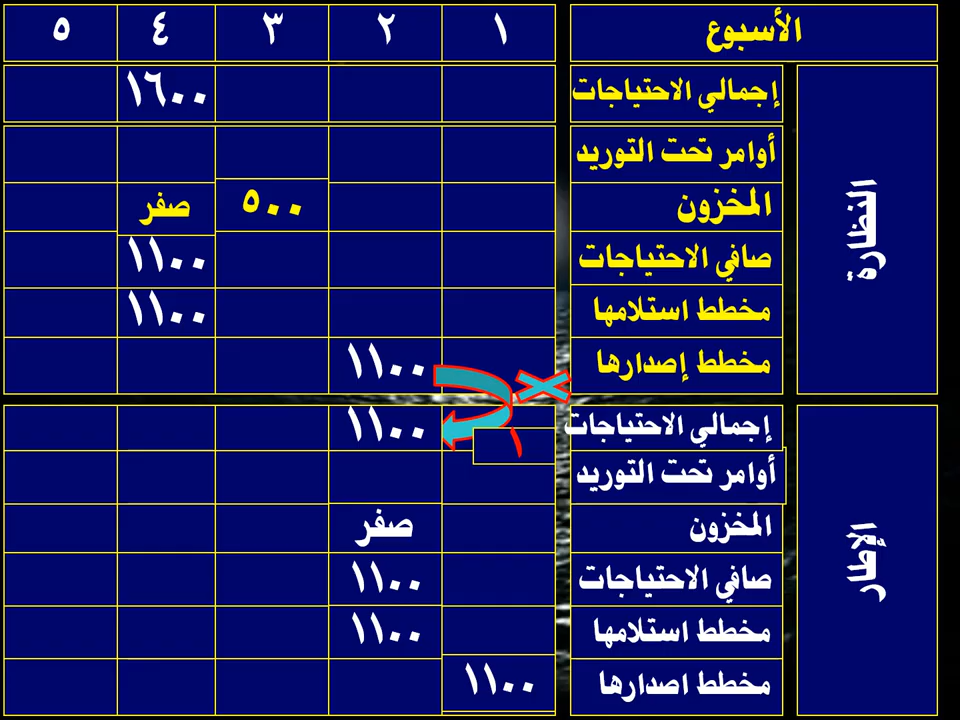 الأسبوع ١ ٢ ٣ ٤ ٥
النظارة
إجمالي الاحتياجات ١٦٠٠
أوامر تحت التوريد
المخزون ٥٠٠ صفر
صافي الاحتياجات ١١٠٠
مخطط استلامها ١١٠٠
مخطط إصدارها ١١٠٠
×
الإطار
إجمالي الاحتياجات ١١٠٠
١
أوامر تحت التوريد
المخزون صفر
صافي الاحتياجات ١١٠٠
مخطط استلامها ١١٠٠
مخطط اصدارها ١١٠٠